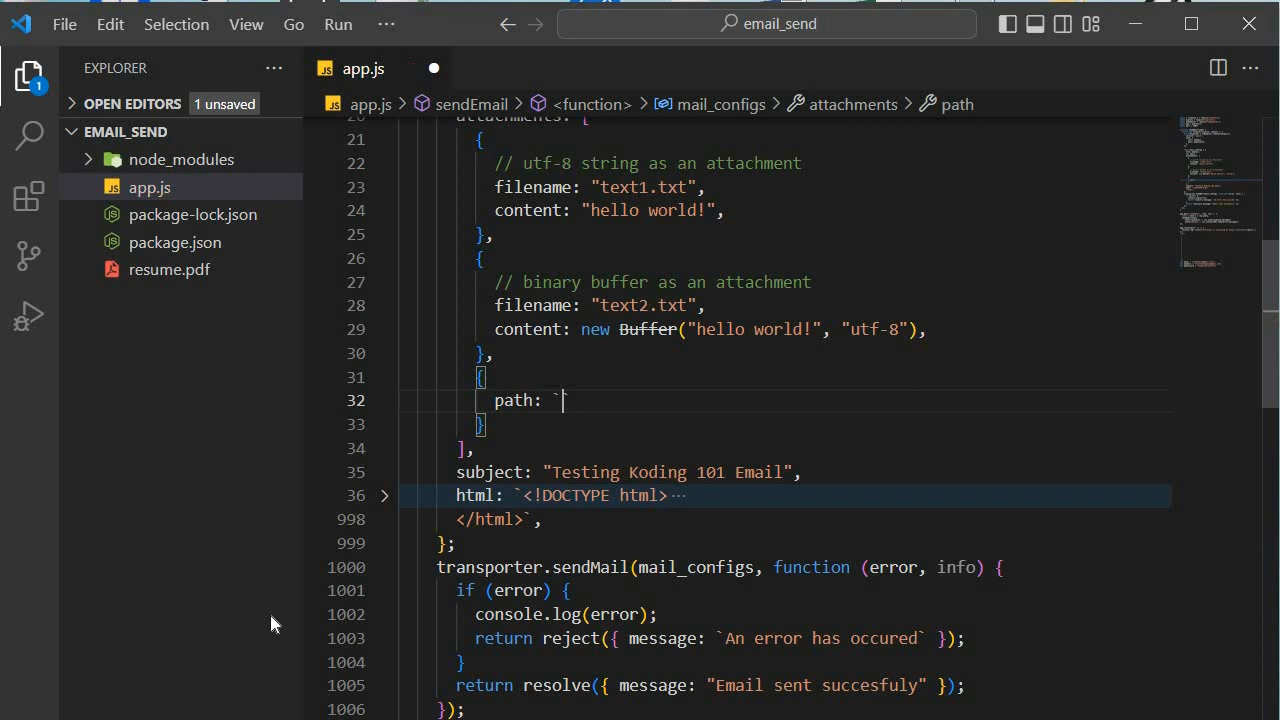 File Edit Selection View Go Run ··· email_send
EXPLORER ···
OPEN EDITORS 1 unsaved
EMAIL_SEND
node_modules
JS app.js
package-lock.json
package.json
resume.pdf
1
JS app.js
JS app.js > sendEmail > <function> > mail_configs > attachments > path
20 attachments: [
21 {
22 // utf-8 string as an attachment
23 filename: "text1.txt",
24 content: "hello world!",
25 },
26 {
27 // binary buffer as an attachment
28 filename: "text2.txt",
29 content: new Buffer("hello world!", "utf-8"),
30 },
31 {
32 path: ``
33 }
34 ],
35 subject: "Testing Koding 101 Email",
36 html: `<!DOCTYPE html>···
998 </html>`,
999 };
1000 transporter.sendMail(mail_configs, function (error, info) {
1001 if (error) {
1002 console.log(error);
1003 return reject({ message: `An error has occured` });
1004 }
1005 return resolve({ message: "Email sent succesfuly" });
1006 });